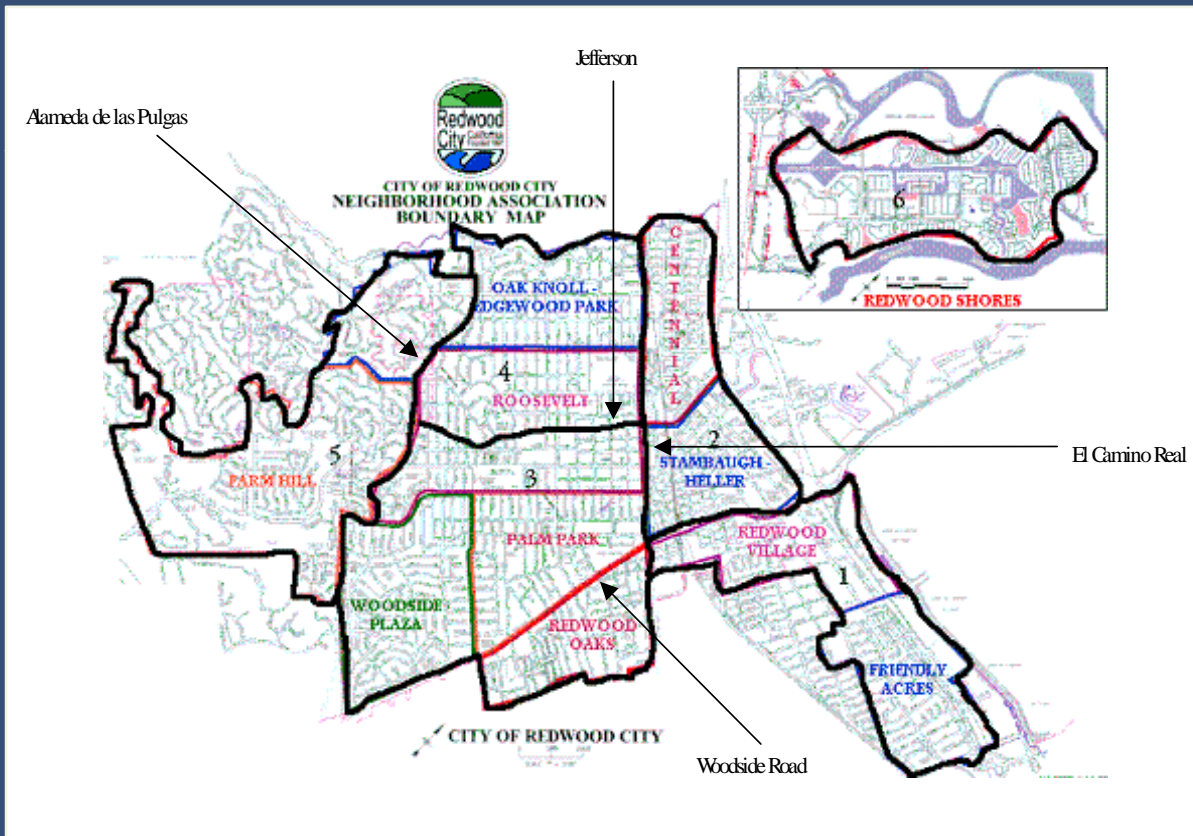 Jefferson
Alameda de las Pulgas
Redwood
City
California
CITY OF REDWOOD CITY
NEIGHBORHOOD ASSOCIATION
BOUNDARY MAP
CENTENNIAL
OAK KNOLL -
EDGEWOOD PARK
6
REDWOOD SHORES
4
ROOSEVELT
2
STAMBAUGH -
HELLER
El Camino Real
5
FARM HILL
3
PALM PARK
REDWOOD
VILLAGE
1
WOODSIDE -
PLAZA
REDWOOD
OAKS
FRIENDLY
ACRES
CITY OF REDWOOD CITY
Woodside Road